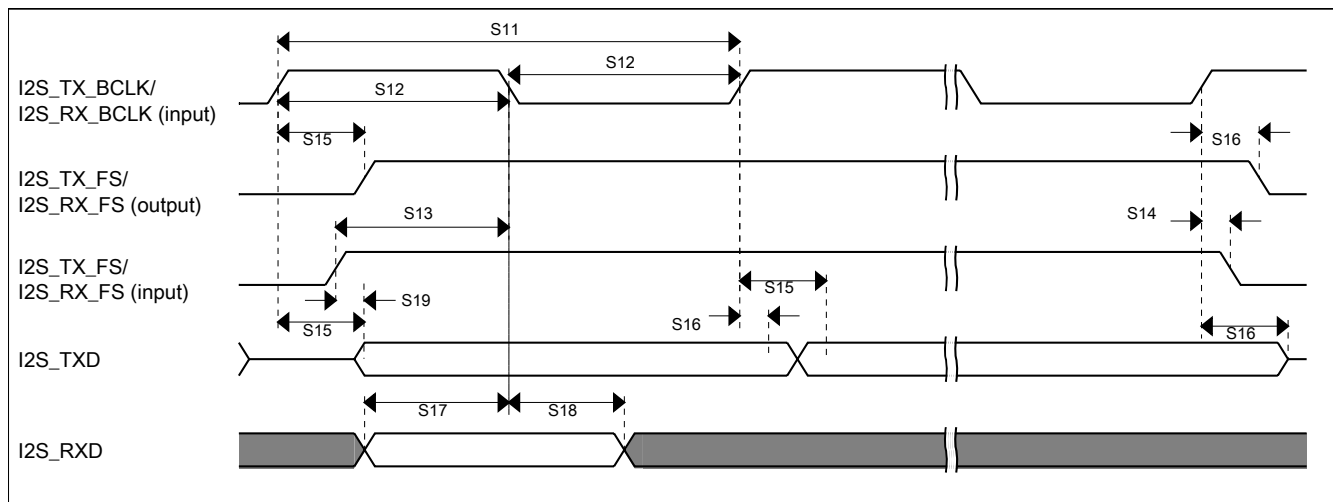 S11
S12
I2S_TX_BCLK/
I2S_RX_BCLK (input)
S12
S15
S16
I2S_TX_FS/
I2S_RX_FS (output)
S13
S14
I2S_TX_FS/
I2S_RX_FS (input)
S19
S15
S15
S16
S16
I2S_TXD
S17
S18
I2S_RXD